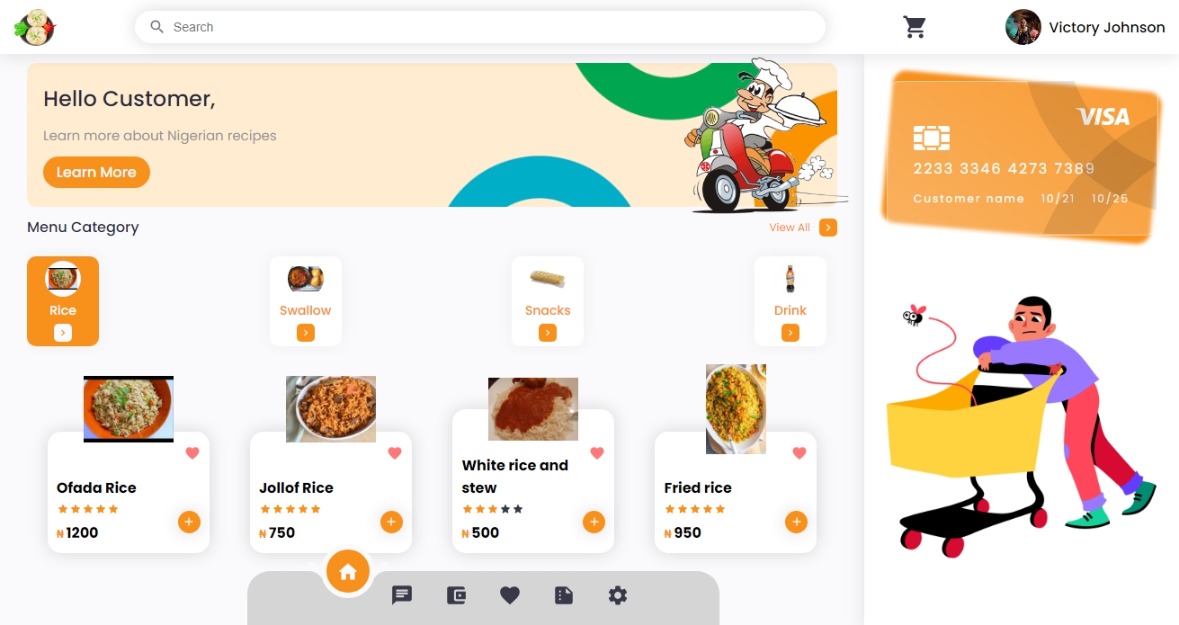 Search
Victory Johnson
Hello Customer,
Learn more about Nigerian recipes
Learn More
VISA
2233 3346 4273 7389
Customer name 10/21 10/25
Menu Category
View All
Rice
Swallow
Snacks
Drink
Ofada Rice
₦ 1200
Jollof Rice
₦ 750
White rice and
stew
₦ 500
Fried rice
₦ 950